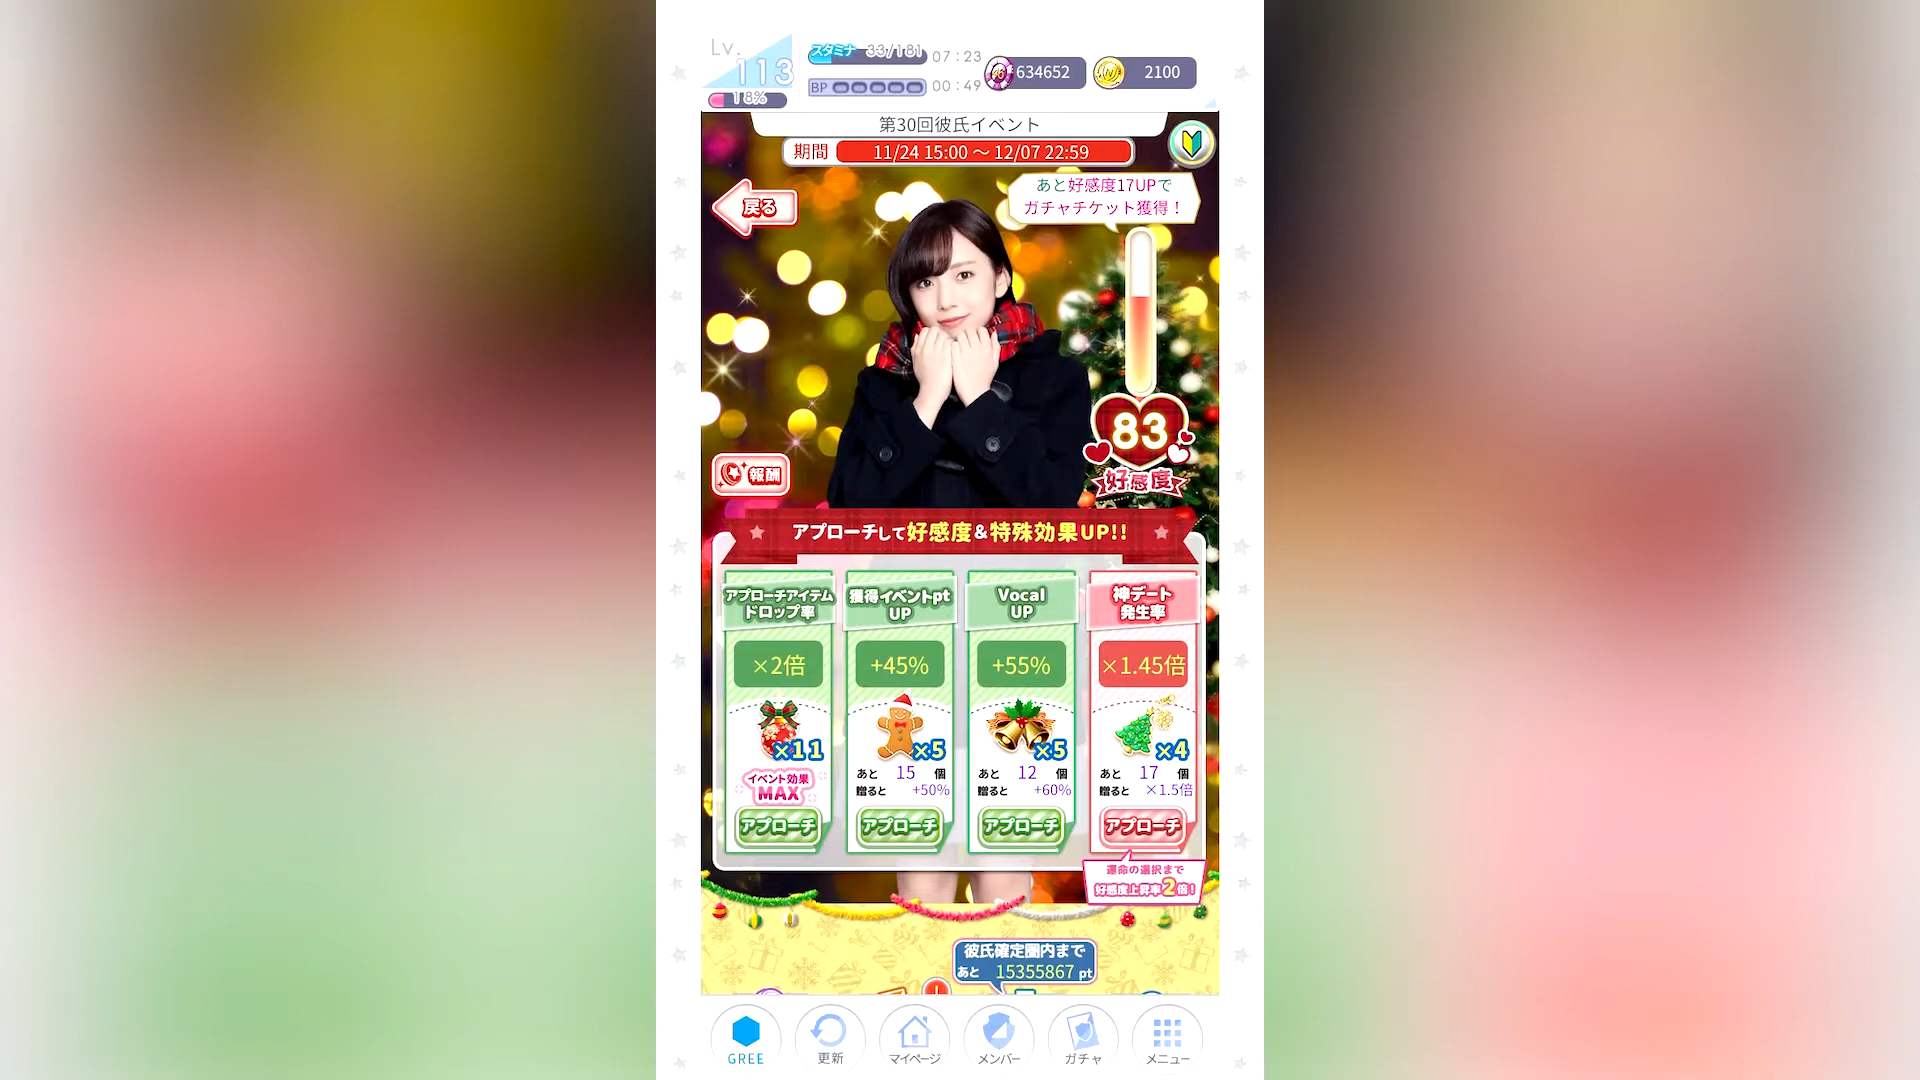 Lv.
113
18%
スタミナ 33/181 07:23
BP 00:49
634652
2100
第30回彼氏イベント
期間 11/24 15:00 ～ 12/07 22:59
戻る
あと好感度17UPで
ガチャチケット獲得！
83
好感度
報酬
アプローチして好感度&特殊効果UP!!
アプローチアイテム
ドロップ率
×2倍
×11
イベント効果
MAX
アプローチ
獲得イベントpt
UP
+45%
×5
あと 15 個
贈ると +50%
アプローチ
Vocal
UP
+55%
×5
あと 12 個
贈ると +60%
アプローチ
神デート
発生率
×1.45倍
神
×4
あと 17 個
贈ると ×1.5倍
アプローチ
運命の選択まで
好感度上昇率2倍！
彼氏確定圏内まで
あと 15355867 pt
GREE
更新
マイページ
メンバー
ガチャ
メニュー